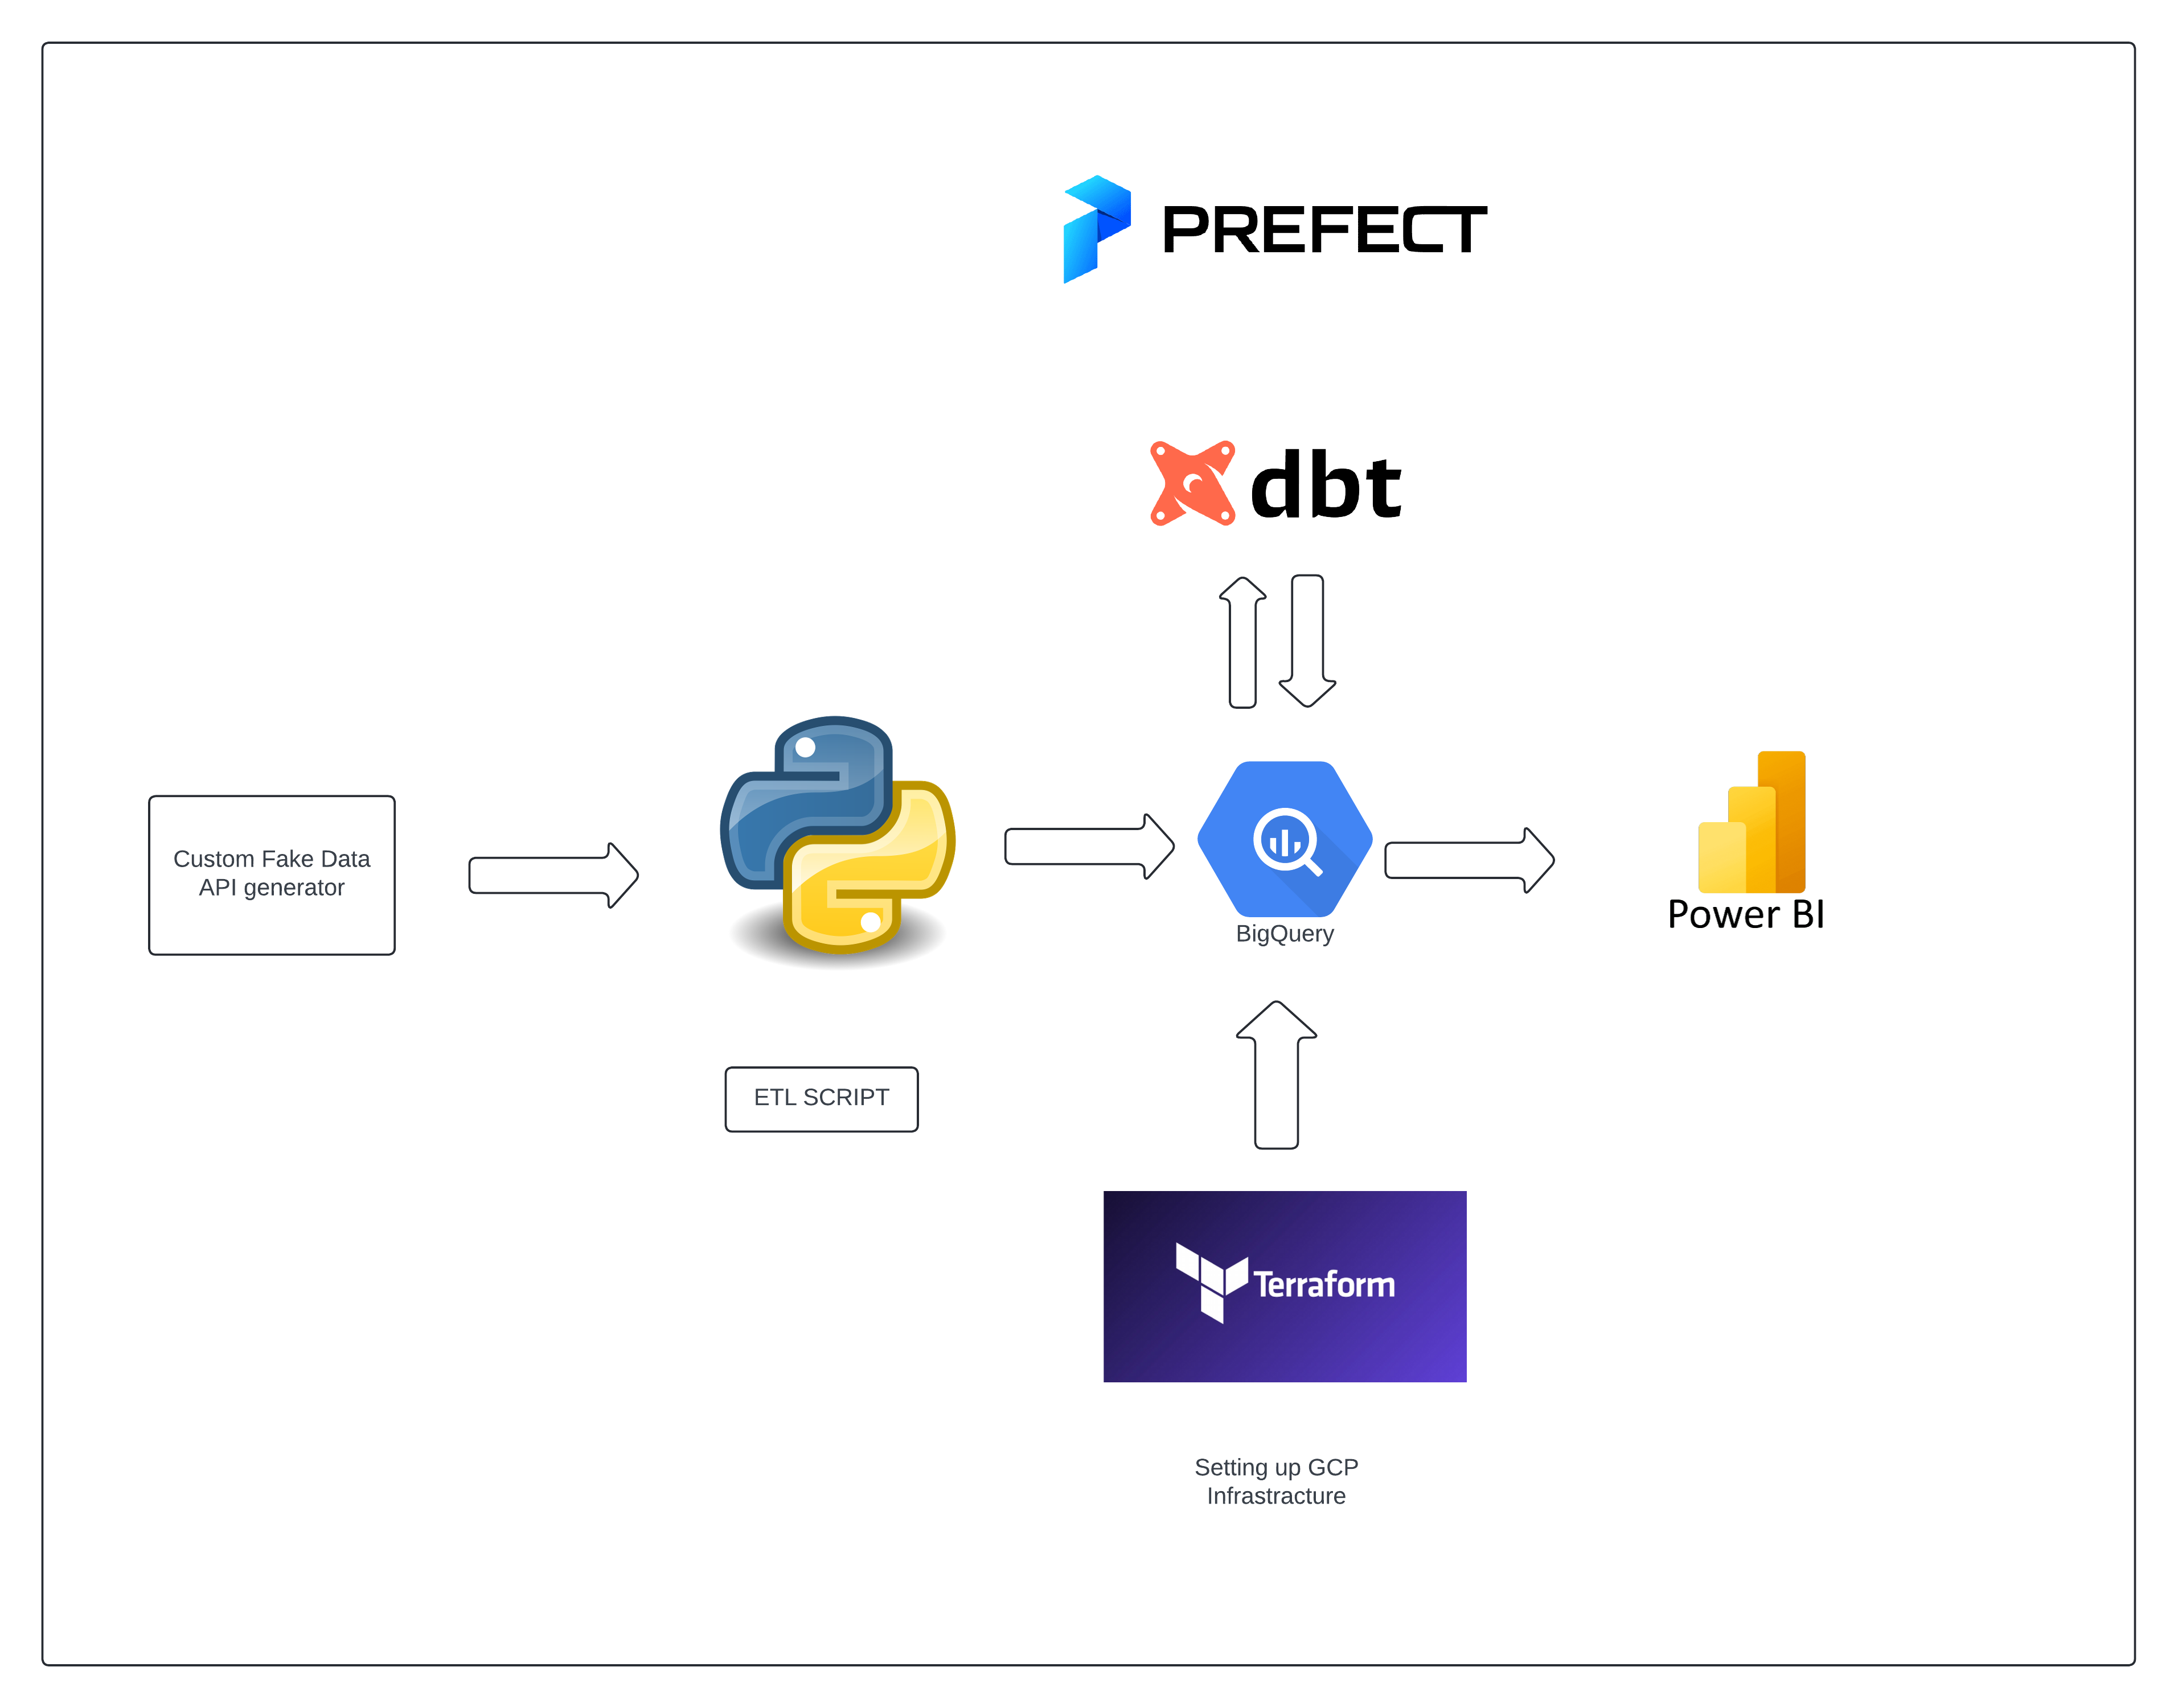 PREFECT
dbt
Custom Fake Data
API generator
BigQuery
Power BI
ETL SCRIPT
Terraform
Setting up GCP
Infrastracture